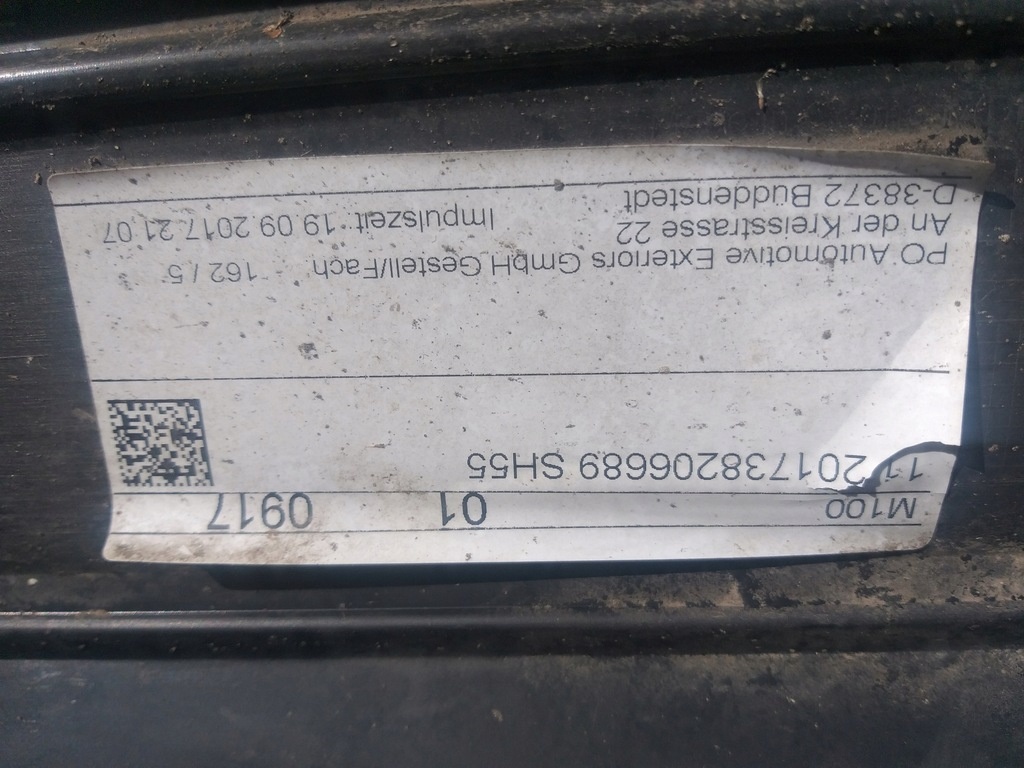 M100 01 0917
11 201738206689 SH55
PO Automotive Exteriors GmbH Gestell/Fach - 162 / 5
An der Kreisstrasse 22 Impulszeit: 19 09 2017 21 07
D-38372 Büddenstedt